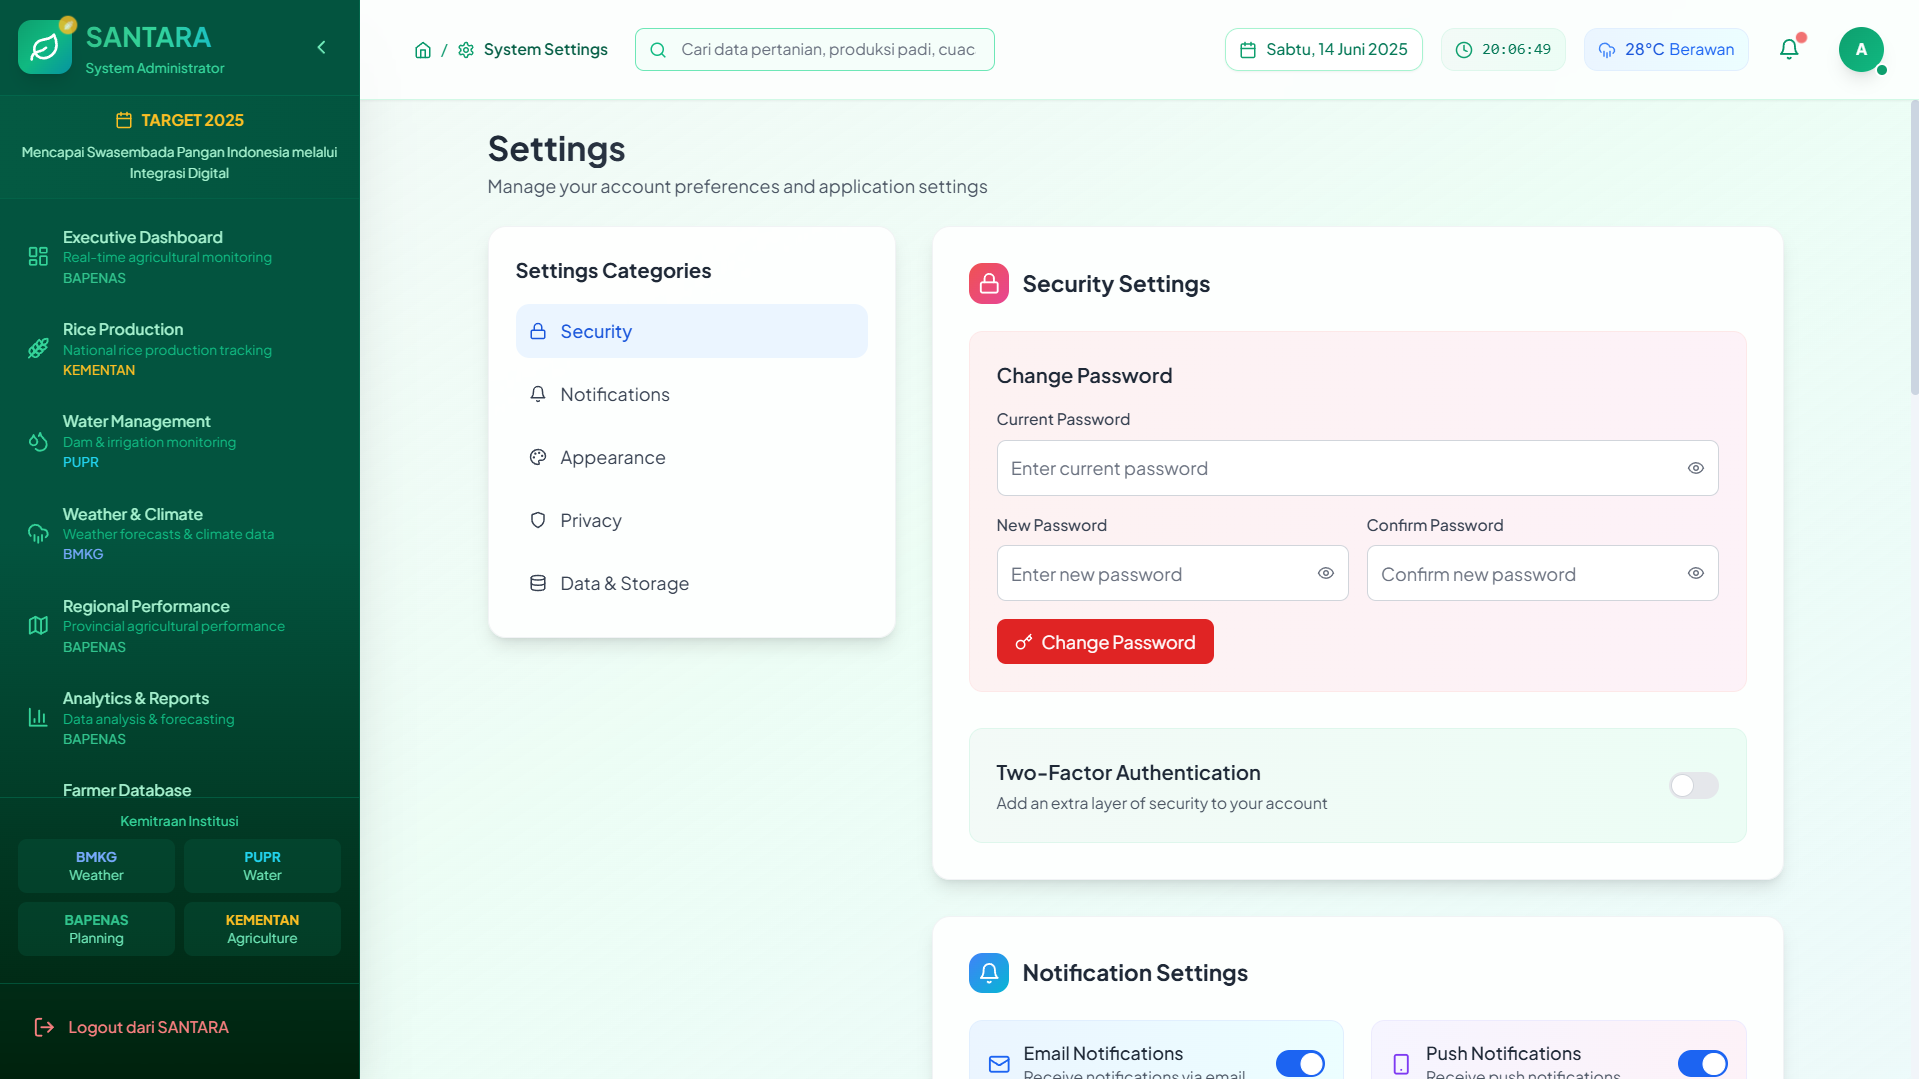 SANTARA
System Administrator
TARGET 2025
Mencapai Swasembada Pangan Indonesia melalui
Integrasi Digital
Executive Dashboard
Real-time agricultural monitoring
BAPENAS
Rice Production
National rice production tracking
KEMENTAN
Water Management
Dam & irrigation monitoring
PUPR
Weather & Climate
Weather forecasts & climate data
BMKG
Regional Performance
Provincial agricultural performance
BAPENAS
Analytics & Reports
Data analysis & forecasting
BAPENAS
Farmer Database
Kemitraan Institusi
BMKG
Weather
PUPR
Water
BAPENAS
Planning
KEMENTAN
Agriculture
Logout dari SANTARA
/ System Settings
Cari data pertanian, produksi padi, cuac
Sabtu, 14 Juni 2025
20:06:49
28°C Berawan
A
Settings
Manage your account preferences and application settings
Settings Categories
Security
Notifications
Appearance
Privacy
Data & Storage
Security Settings
Change Password
Current Password
Enter current password
New Password
Enter new password
Confirm Password
Confirm new password
Change Password
Two-Factor Authentication
Add an extra layer of security to your account
Notification Settings
Email Notifications
Receive notifications via email
Push Notifications
Receive push notifications